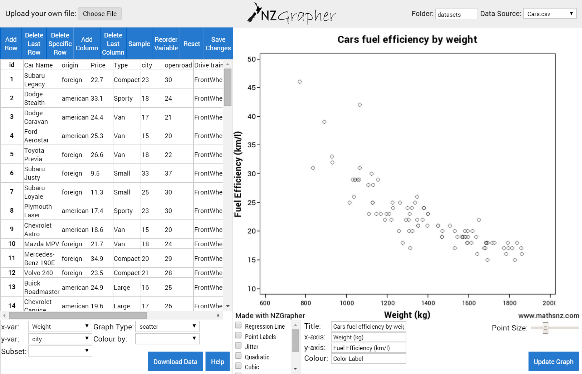 Upload your own file: Choose File
NZGrapher
Folder: datasets Data Source: Cars.csv
Add Row
Delete Last Row
Delete Specific Row
Add Column
Delete Last Column
Sample
Reorder Variable
Reset
Save Changes
id Car Name origin Price Type city openroad Drive train
1 Subaru Legacy foreign 22.7 Compact 23 30 FrontWhe
2 Dodge Stealth american 33.1 Sporty 18 24 FrontWhe
3 Dodge Caravan american 24.4 Van 17 21 FrontWhe
4 Ford Aerostar american 25.3 Van 15 20 FrontWhe
5 Toyota Previa foreign 26.6 Van 18 22 FrontWhe
6 Subaru Justy foreign 9.5 Small 33 37 FrontWhe
7 Subaru Loyale foreign 11.3 Small 25 30 FrontWhe
8 Plymouth Laser american 17.4 Sporty 23 30 FrontWhe
9 Chevrolet Astro american 18.6 Van 15 20 FrontWhe
10 Mazda MPV foreign 21.7 Van 18 24 FrontWhe
11 Mercedes-Benz 190E foreign 34.9 Compact 20 29 FrontWhe
12 Volvo 240 foreign 23.5 Compact 21 28 FrontWhe
13 Buick Roadmaster american 24.9 Large 16 25 FrontWhe
14 Chevrolet Caprice american 19.6 Large 17 26 FrontWhe
Cars fuel efficiency by weight
Fuel Efficiency (km/l)
50
45
40
35
30
25
20
15
10
600 800 1000 1200 1400 1600 1800 2000
Weight (kg)
Made with NZGrapher
www.mathsnz.com
x-var: Weight Graph Type: scatter
y-var: city Colour by:
Subset:
Download Data Help
Regression Line
Point Labels
Jitter
Quadratic
Cubic
Title: Cars fuel efficiency by weig
x-axis: Weight (kg)
y-axis: Fuel Efficiency (km/l)
Colour: Color Label
Point Size:
Update Graph